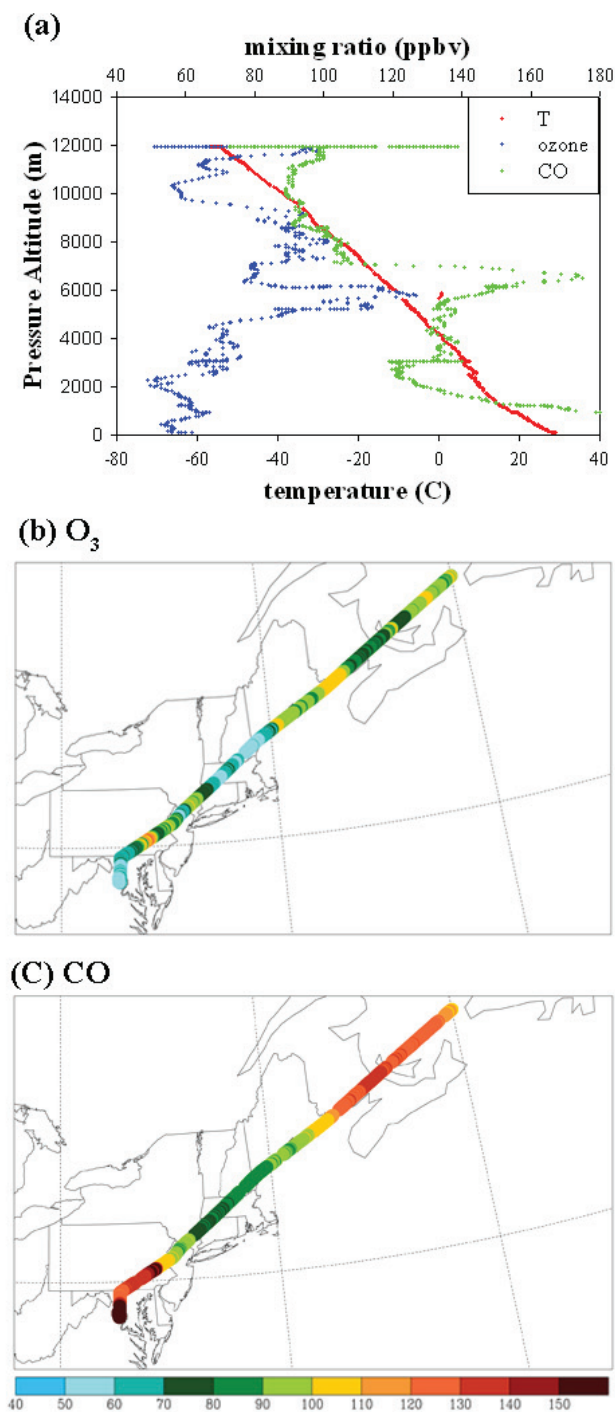 (a)
mixing ratio (ppbv)
40 60 80 100 120 140 160 180
14000
T
12000
ozone
CO
10000
8000
6000
4000
2000
0
Pressure Altitude (m)
-80 -60 -40 -20 0 20 40
temperature (C)
(b) O₃
(C) CO
40 50 60 70 80 90 100 110 120 130 140 150